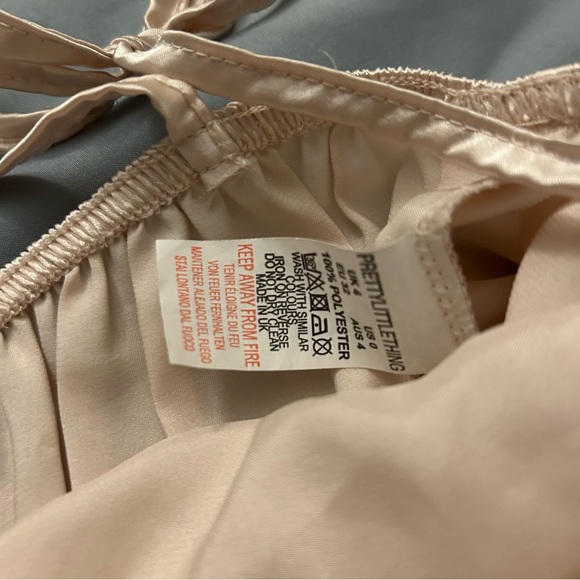 PRETTYLITTLETHING
UK 4 US 0
EU 32 AUS 4
100% POLYESTER
WASH WITH SIMILAR
COLOURS
IRON ON REVERSE
DO NOT DRY CLEAN
MADE IN UK
KEEP AWAY FROM FIRE
TENIR ÉLOIGNE DU FEU
VON FEUER FERNHALTEN
MANTENER ALEJADO DEL FUEGO
STAI LONTANO DAL FUOCO